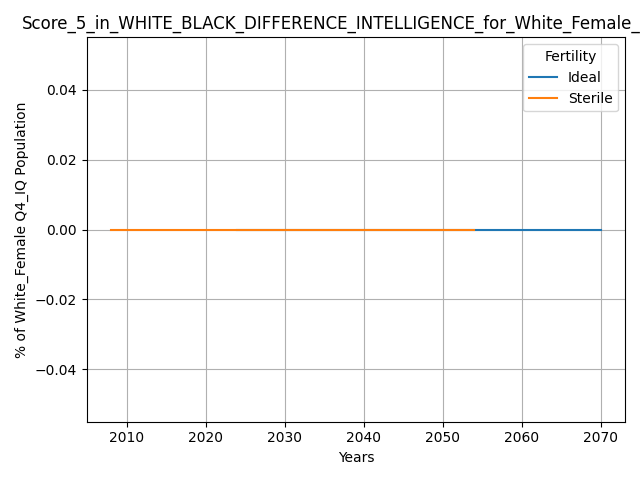 Score_5_in_WHITE_BLACK_DIFFERENCE_INTELLIGENCE_for_White_Female_
Fertility
Ideal
Sterile
% of White_Female Q4_IQ Population
0.04
0.02
0.00
−0.02
−0.04
2010 2020 2030 2040 2050 2060 2070
Years